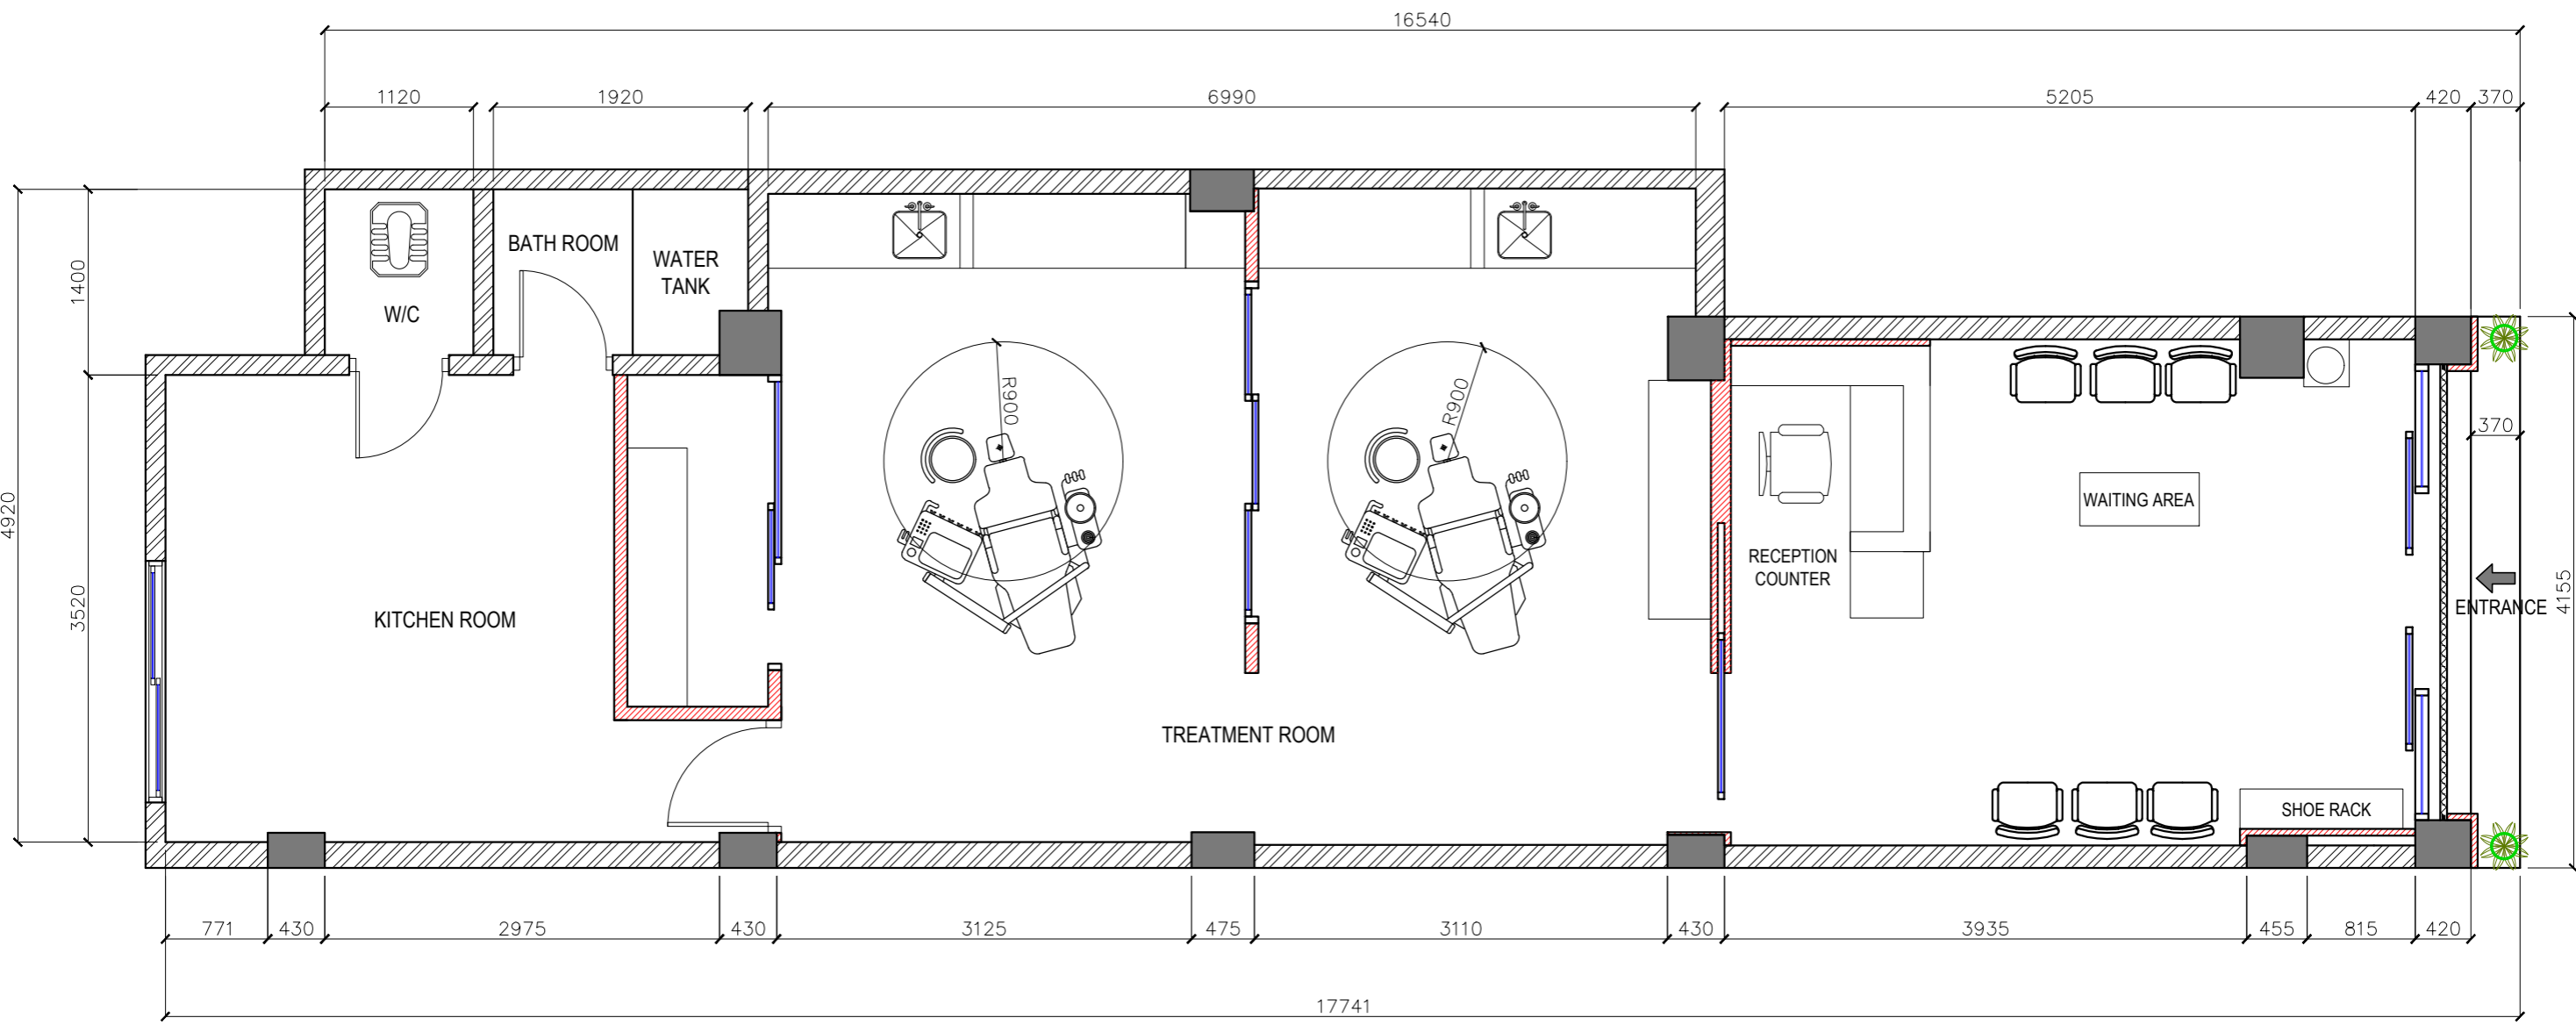 16540
1120
1920
6990
5205
420
370
BATH ROOM
WATER
TANK
W/C
1400
4920
3520
R900
R900
370
WAITING AREA
RECEPTION
COUNTER
ENTRANCE
4155
KITCHEN ROOM
TREATMENT ROOM
SHOE RACK
771
430
2975
430
3125
475
3110
430
3935
455
815
420
17741